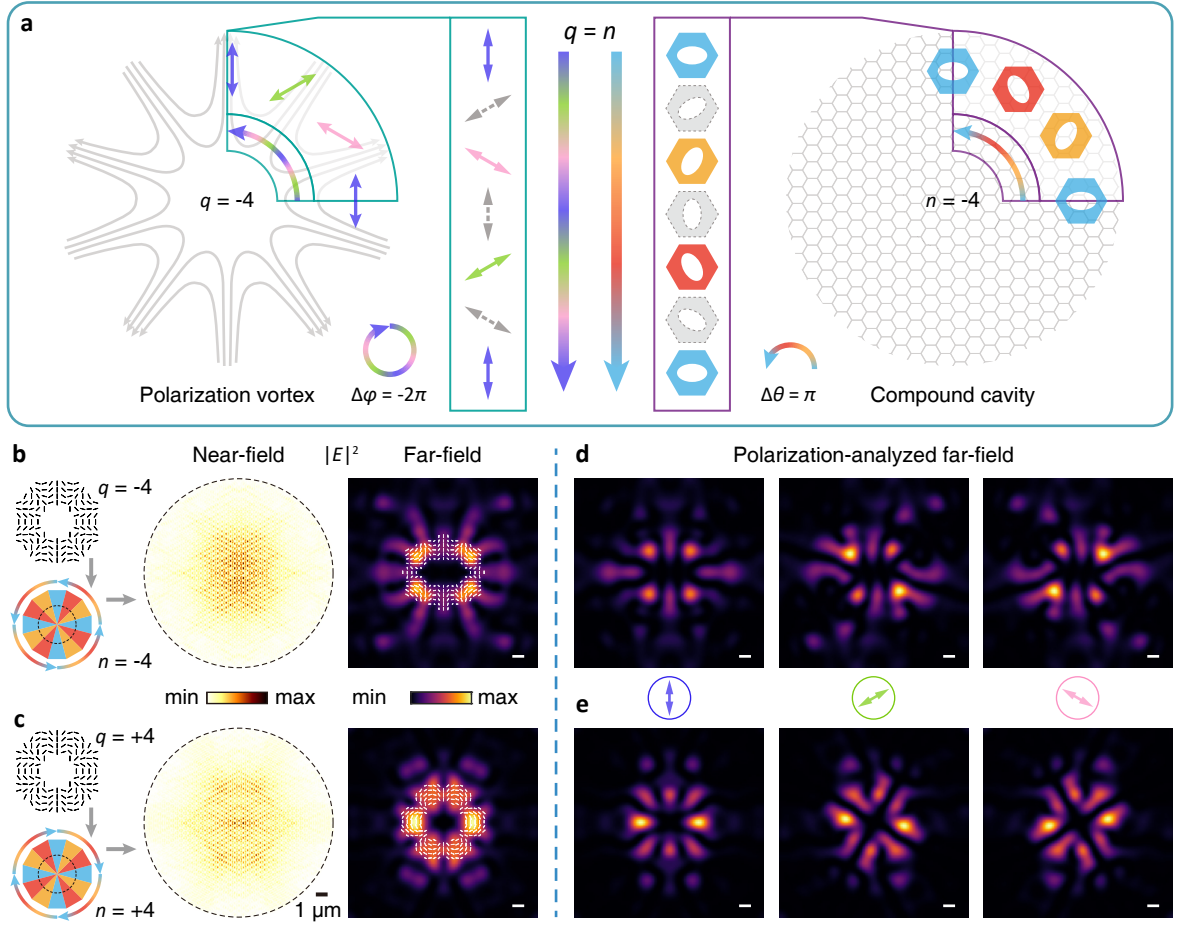 a
q = n
q = -4
n = -4
Polarization vortex
Δφ = -2π
Δθ = π
Compound cavity
b
Near-field
|E|²
Far-field
d
Polarization-analyzed far-field
q = -4
n = -4
min
max
min
max
c
e
q = +4
n = +4
1 μm